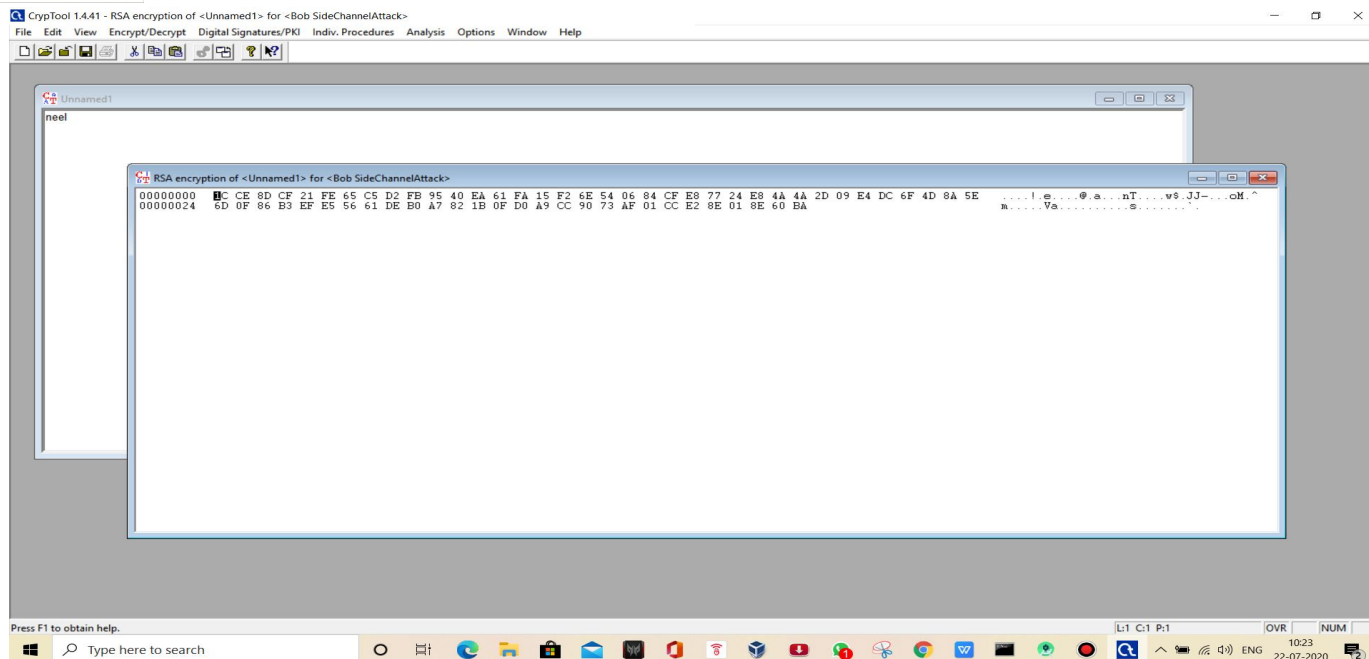 CrypTool 1.4.41 - RSA encryption of <Unnamed1> for <Bob SideChannelAttack>
File Edit View Encrypt/Decrypt Digital Signatures/PKI Indiv. Procedures Analysis Options Window Help
Unnamed1
neel
RSA encryption of <Unnamed1> for <Bob SideChannelAttack>
00000000 1C CE 8D CF 21 FE 65 C5 D2 FB 95 40 EA 61 FA 15 F2 6E 54 06 84 CF E8 77 24 E8 4A 4A 2D 09 E4 DC 6F 4D 8A 5E ....!.e....@.a...nT....w$.JJ-...oM.^
00000024 6D 0F 86 B3 EF E5 56 61 DE B0 A7 82 1B 0F D0 A9 CC 90 73 AF 01 CC E2 8E 01 8E 60 BA m.....Va..........s.......`.
Press F1 to obtain help.
L:1 C:1 P:1 OVR NUM
Type here to search
ENG
10:23
22-07-2020